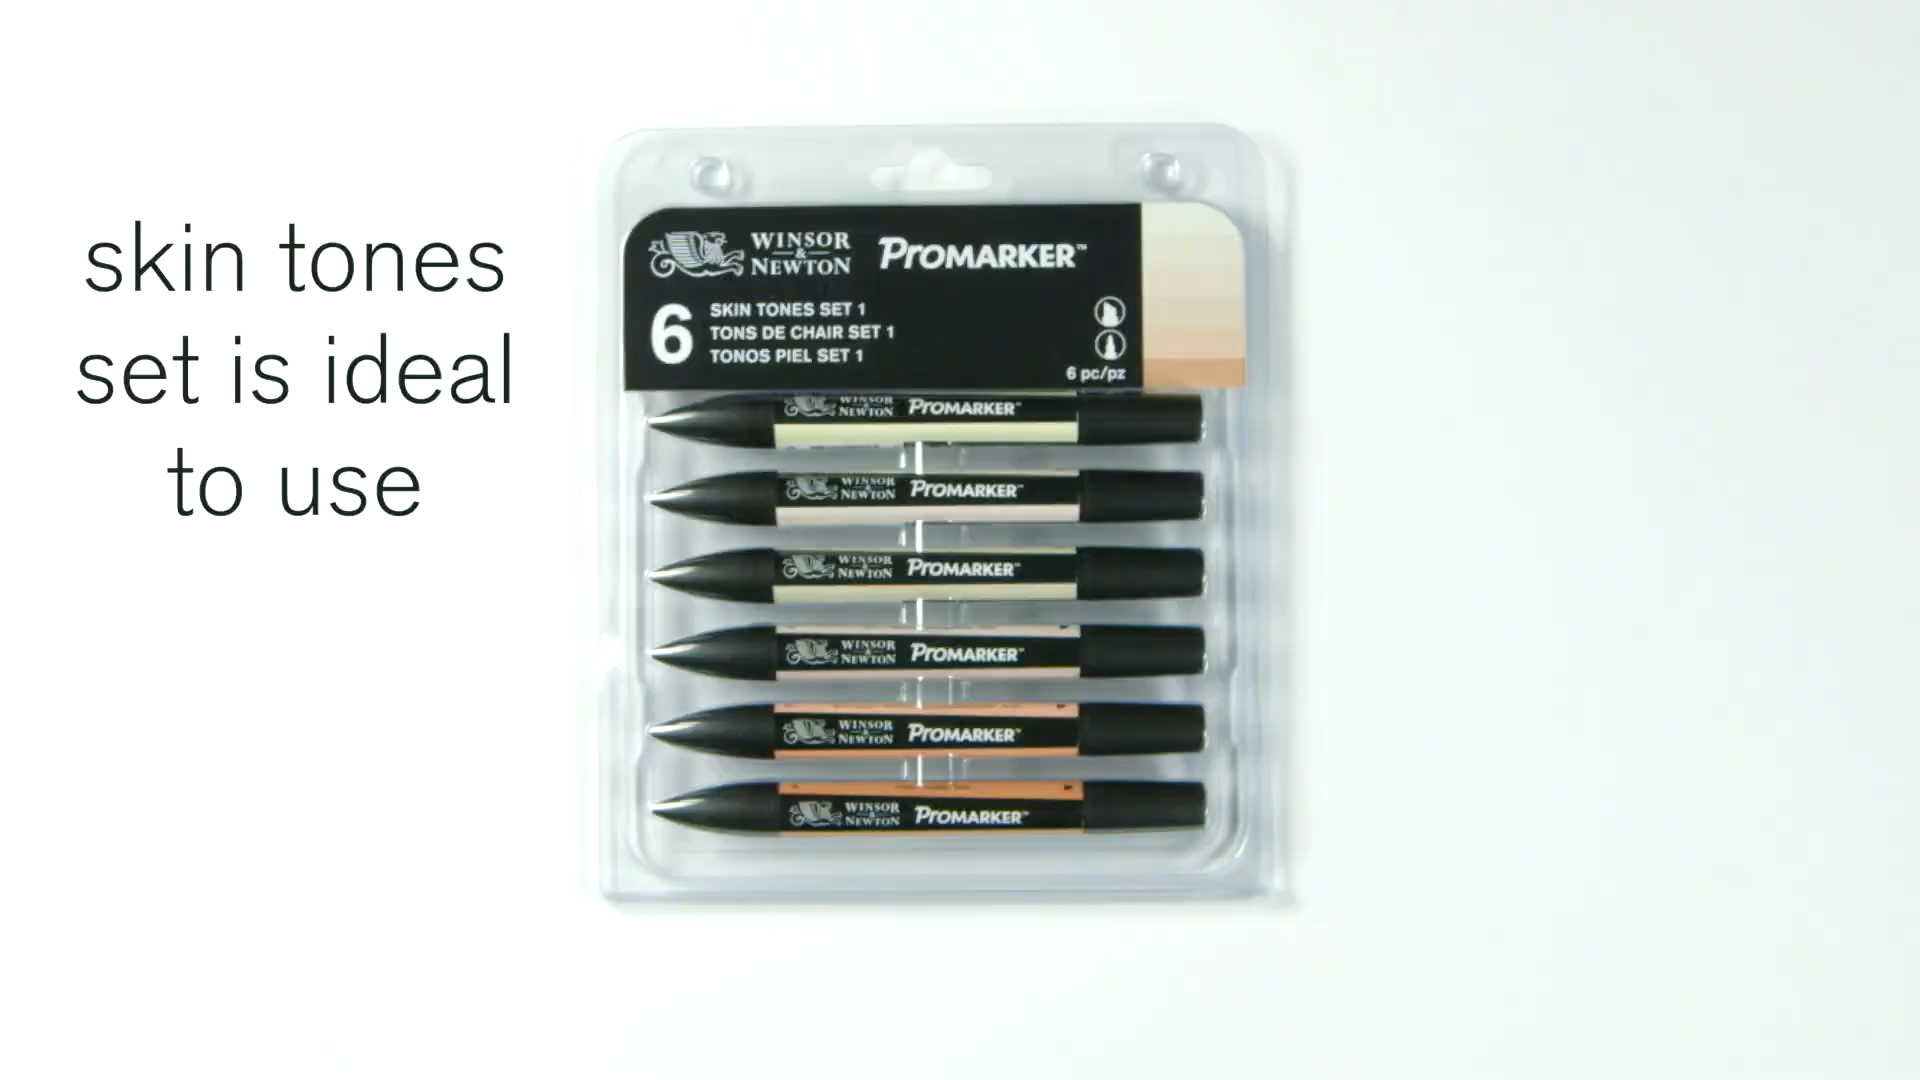 skin tones
set is ideal
to use
WINSOR
&
NEWTON
PROMARKER™
6
SKIN TONES SET 1
TONS DE CHAIR SET 1
TONOS PIEL SET 1
6 pc/pz
WINSOR
&
NEWTON
PROMARKER™
WINSOR
&
NEWTON
PROMARKER™
WINSOR
&
NEWTON
PROMARKER™
WINSOR
&
NEWTON
PROMARKER™
WINSOR
&
NEWTON
PROMARKER™
WINSOR
&
NEWTON
PROMARKER™